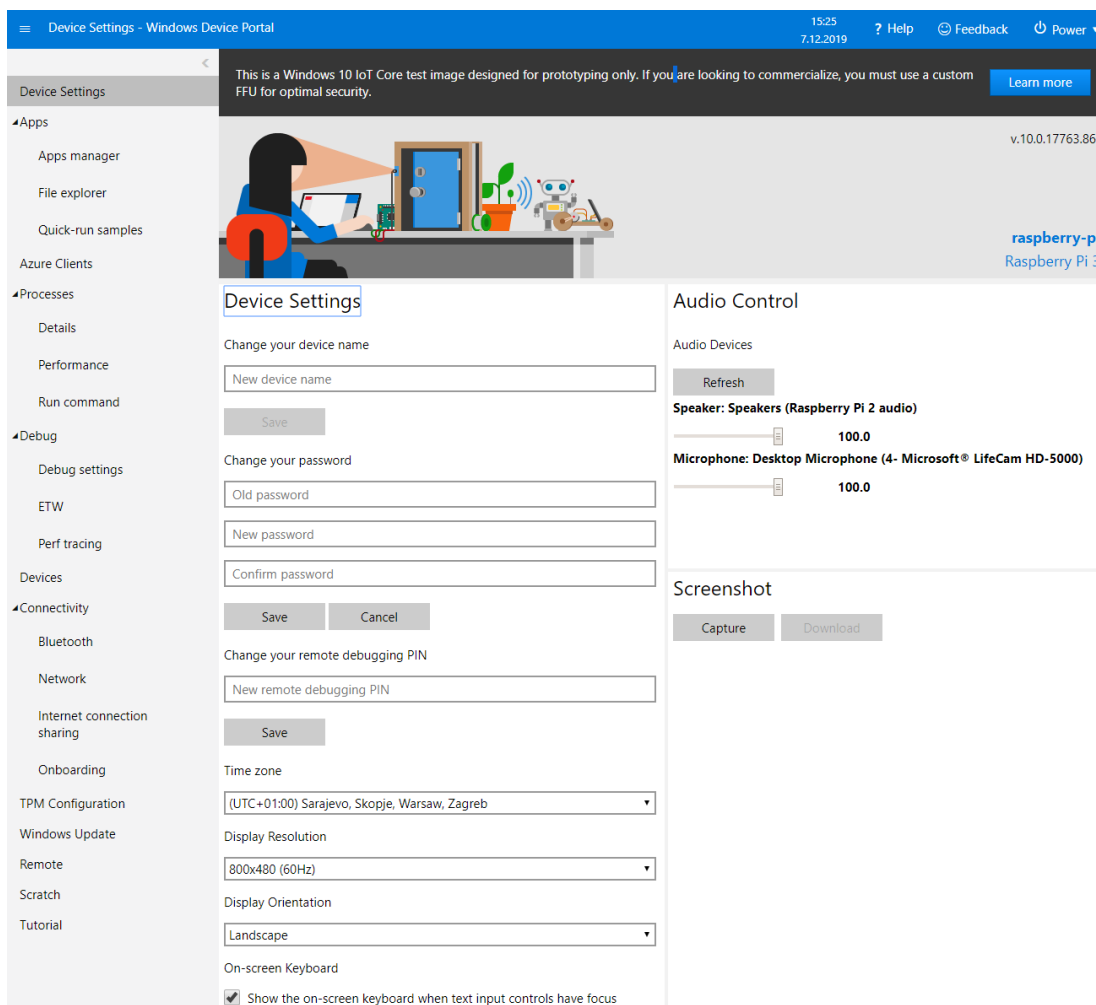 Device Settings - Windows Device Portal
15:25
7.12.2019
? Help
Feedback
Power
This is a Windows 10 IoT Core test image designed for prototyping only. If you are looking to commercialize, you must use a custom
FFU for optimal security.
Learn more
Device Settings
Apps
Apps manager
File explorer
Quick-run samples
Azure Clients
Processes
Details
Performance
Run command
Debug
Debug settings
ETW
Perf tracing
Devices
Connectivity
Bluetooth
Network
Internet connection
sharing
Onboarding
TPM Configuration
Windows Update
Remote
Scratch
Tutorial
v.10.0.17763.86
raspberry-p
Raspberry Pi 3
Device Settings
Change your device name
New device name
Save
Change your password
Old password
New password
Confirm password
Save
Cancel
Change your remote debugging PIN
New remote debugging PIN
Save
Time zone
(UTC+01:00) Sarajevo, Skopje, Warsaw, Zagreb
Display Resolution
800x480 (60Hz)
Display Orientation
Landscape
On-screen Keyboard
Show the on-screen keyboard when text input controls have focus
Audio Control
Audio Devices
Refresh
Speaker: Speakers (Raspberry Pi 2 audio)
100.0
Microphone: Desktop Microphone (4- Microsoft® LifeCam HD-5000)
100.0
Screenshot
Capture
Download